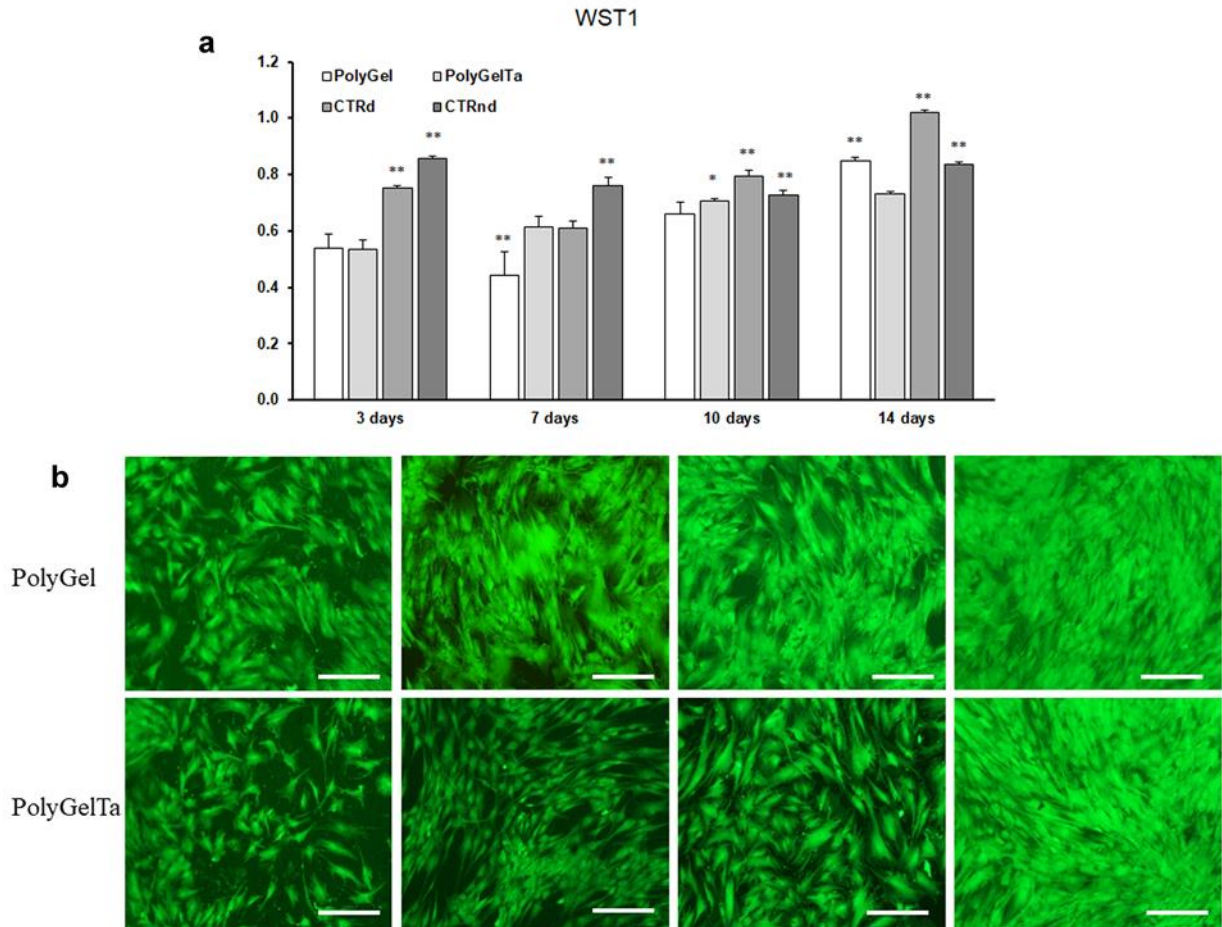 WST1
a
1.2
1.0
0.8
0.6
0.4
0.2
0.0
PolyGel PolyGelTa
CTRd CTRnd
** **
** **
* ** **
** ** **
3 days 7 days 10 days 14 days
b
PolyGel
PolyGelTa